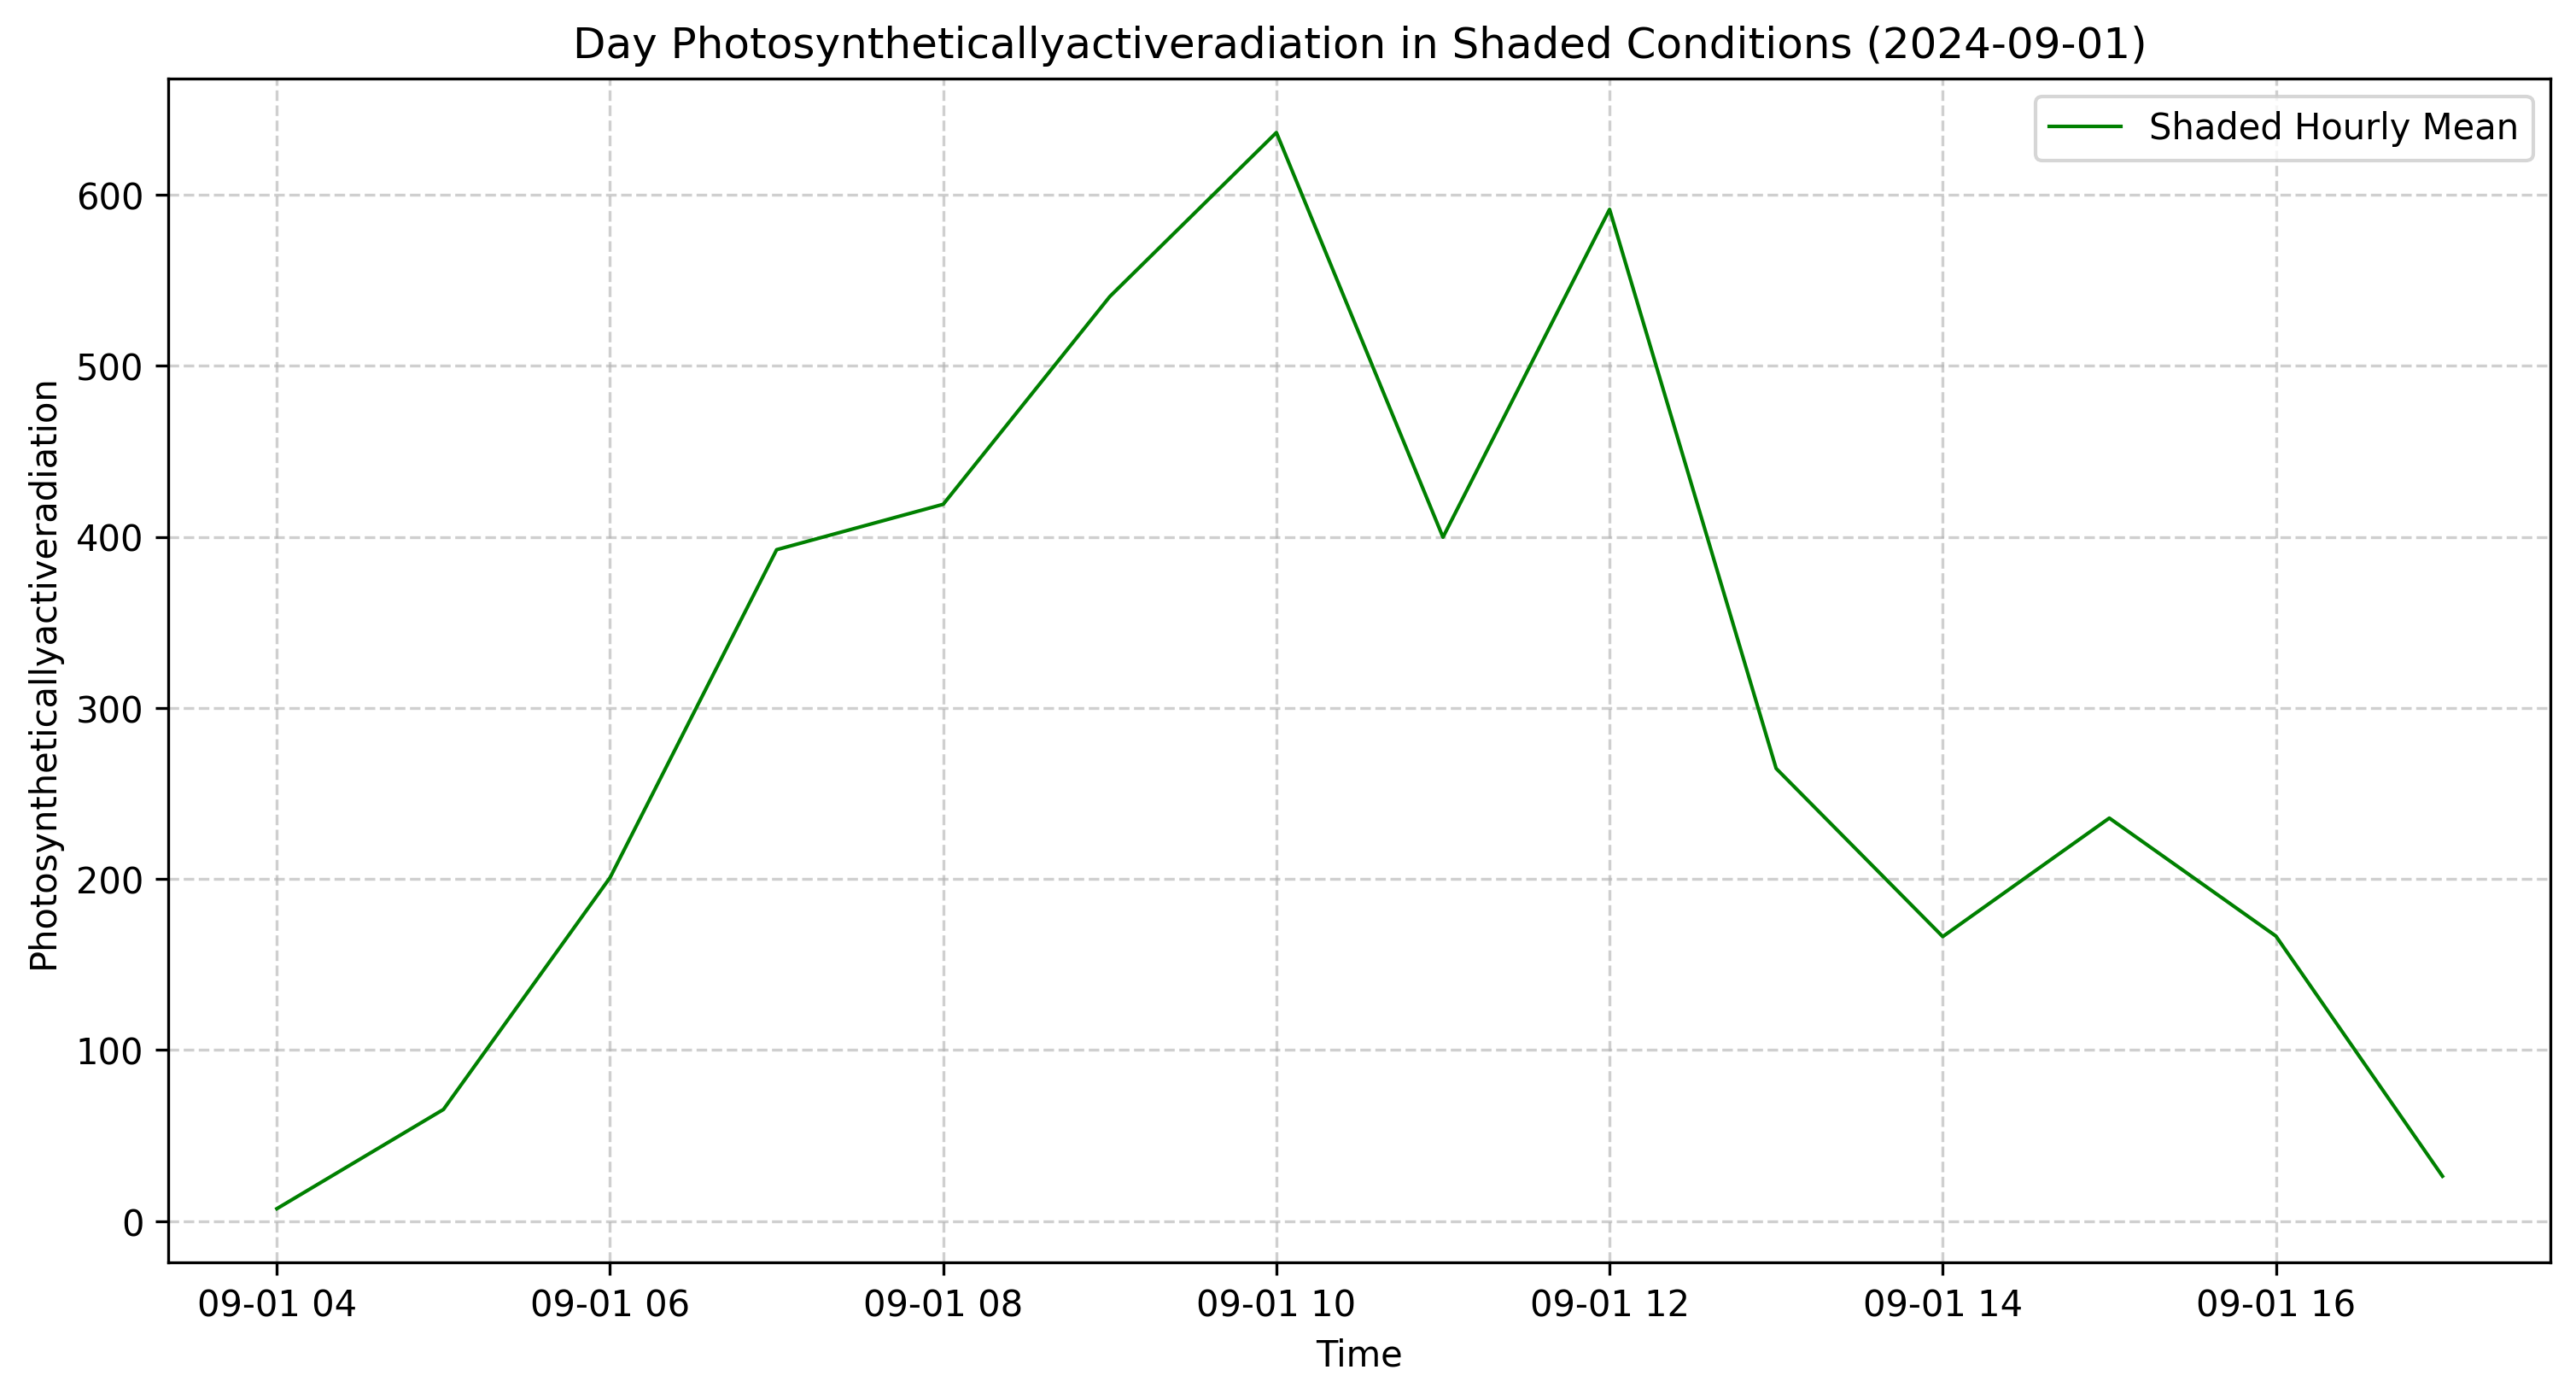 Day Photosyntheticallyactiveradiation in Shaded Conditions (2024-09-01)
Shaded Hourly Mean
Photosyntheticallyactiveradiation
600
500
400
300
200
100
0
09-01 04 09-01 06 09-01 08 09-01 10 09-01 12 09-01 14 09-01 16
Time